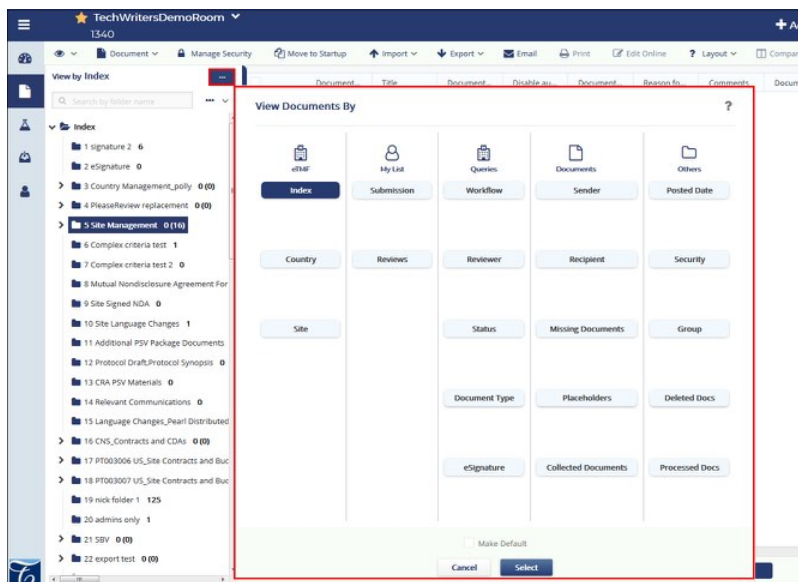 TechWritersDemoRoom
1340
Document
Manage Security
Move to Startup
Import
Export
Email
Print
Edit Online
? Layout
Compar
View by Index
...
Document...
Title
Document...
Disable au...
Document...
Reason fo...
Comments
Docum
Search by folder name
...
Index
1 signature 2 6
2 eSignature 0
3 Country Management_polly 0 (0)
4 PleaseReview replacement 0 (0)
5 Site Management 0 (16)
6 Complex criteria test 1
7 Complex criteria test 2 0
8 Mutual Nondisclosure Agreement For
9 Site Signed NDA 0
10 Site Language Changes 1
11 Additional PSV Package Documents
12 Protocol Draft,Protocol Synopsis 0
13 CRA PSV Materials 0
14 Relevant Communications 0
15 Language Changes_Pearl Distributed
16 CNS_Contracts and CDAs 0 (0)
17 PT003006 US_Site Contracts and Buc
18 PT003007 US_Site Contracts and Buc
19 nick folder 1 125
20 admins only 1
21 SBV 0 (0)
22 export test 0 (0)
View Documents By
?
eTMF
My List
Queries
Documents
Others
Index
Submission
Workflow
Sender
Posted Date
Country
Reviews
Reviewer
Recipient
Security
Site
Status
Missing Documents
Group
Document Type
Placeholders
Deleted Docs
eSignature
Collected Documents
Processed Docs
Make Default
Cancel
Select